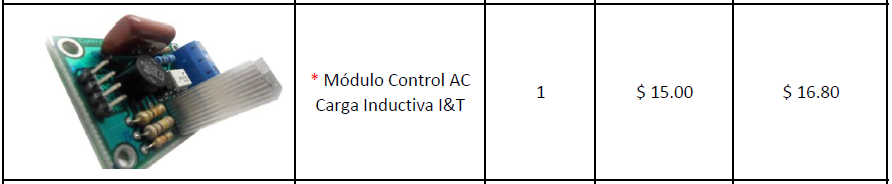 * Módulo Control AC
Carga Inductiva I&T
1
$ 15.00
$ 16.80